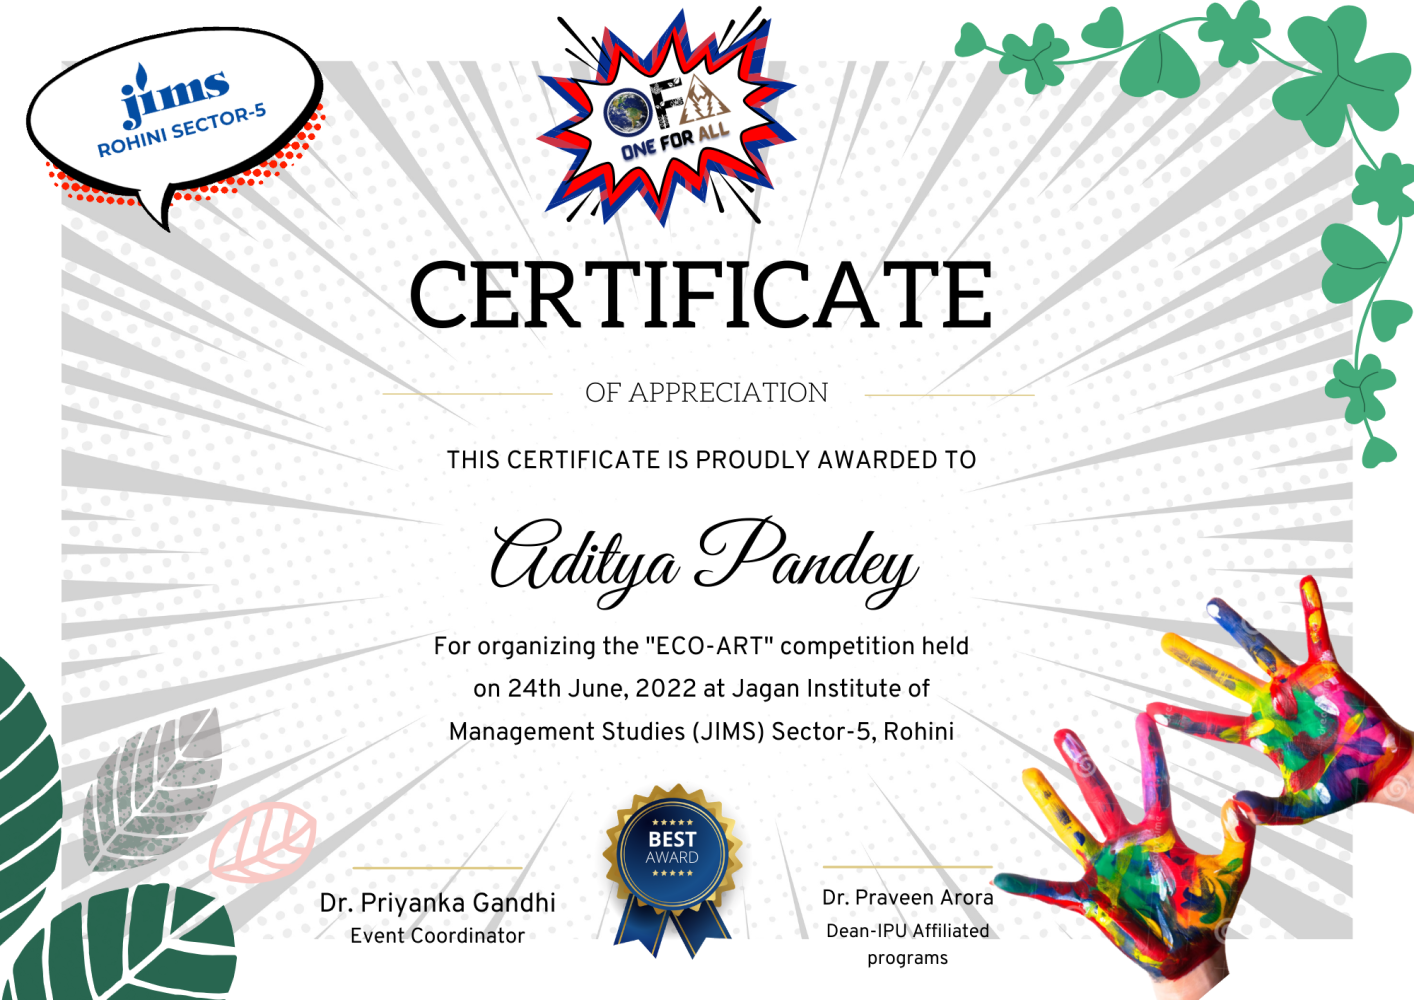 jims
ROHINI SECTOR-5
OFA
ONE FOR ALL
CERTIFICATE
OF APPRECIATION
THIS CERTIFICATE IS PROUDLY AWARDED TO
Aditya Pandey
For organizing the "ECO-ART" competition held
on 24th June, 2022 at Jagan Institute of
Management Studies (JIMS) Sector-5, Rohini
BEST
AWARD
Dr. Priyanka Gandhi
Event Coordinator
Dr. Praveen Arora
Dean-IPU Affiliated
programs